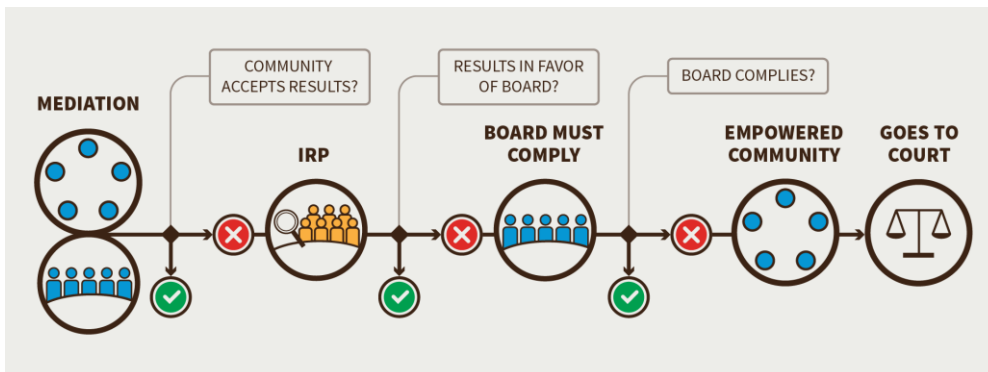 COMMUNITY
ACCEPTS RESULTS?
RESULTS IN FAVOR
OF BOARD?
BOARD COMPLIES?
MEDIATION
IRP
BOARD MUST
COMPLY
EMPOWERED
COMMUNITY
GOES TO
COURT